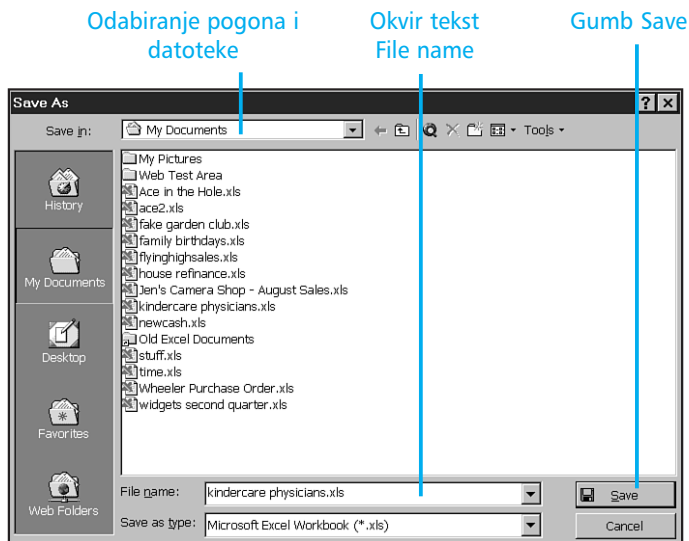 Odabiranje pogona i
datoteke
Okvir tekst
File name
Gumb Save
Save As
Save in:
My Documents
Tools
History
My Documents
Desktop
Favorites
Web Folders
My Pictures
Web Test Area
Ace in the Hole.xls
ace2.xls
fake garden club.xls
family birthdays.xls
flyinghighsales.xls
house refinance.xls
Jen's Camera Shop - August Sales.xls
kindercare physicians.xls
newcash.xls
Old Excel Documents
stuff.xls
time.xls
Wheeler Purchase Order.xls
widgets second quarter.xls
File name:
kindercare physicians.xls
Save
Save as type:
Microsoft Excel Workbook (*.xls)
Cancel